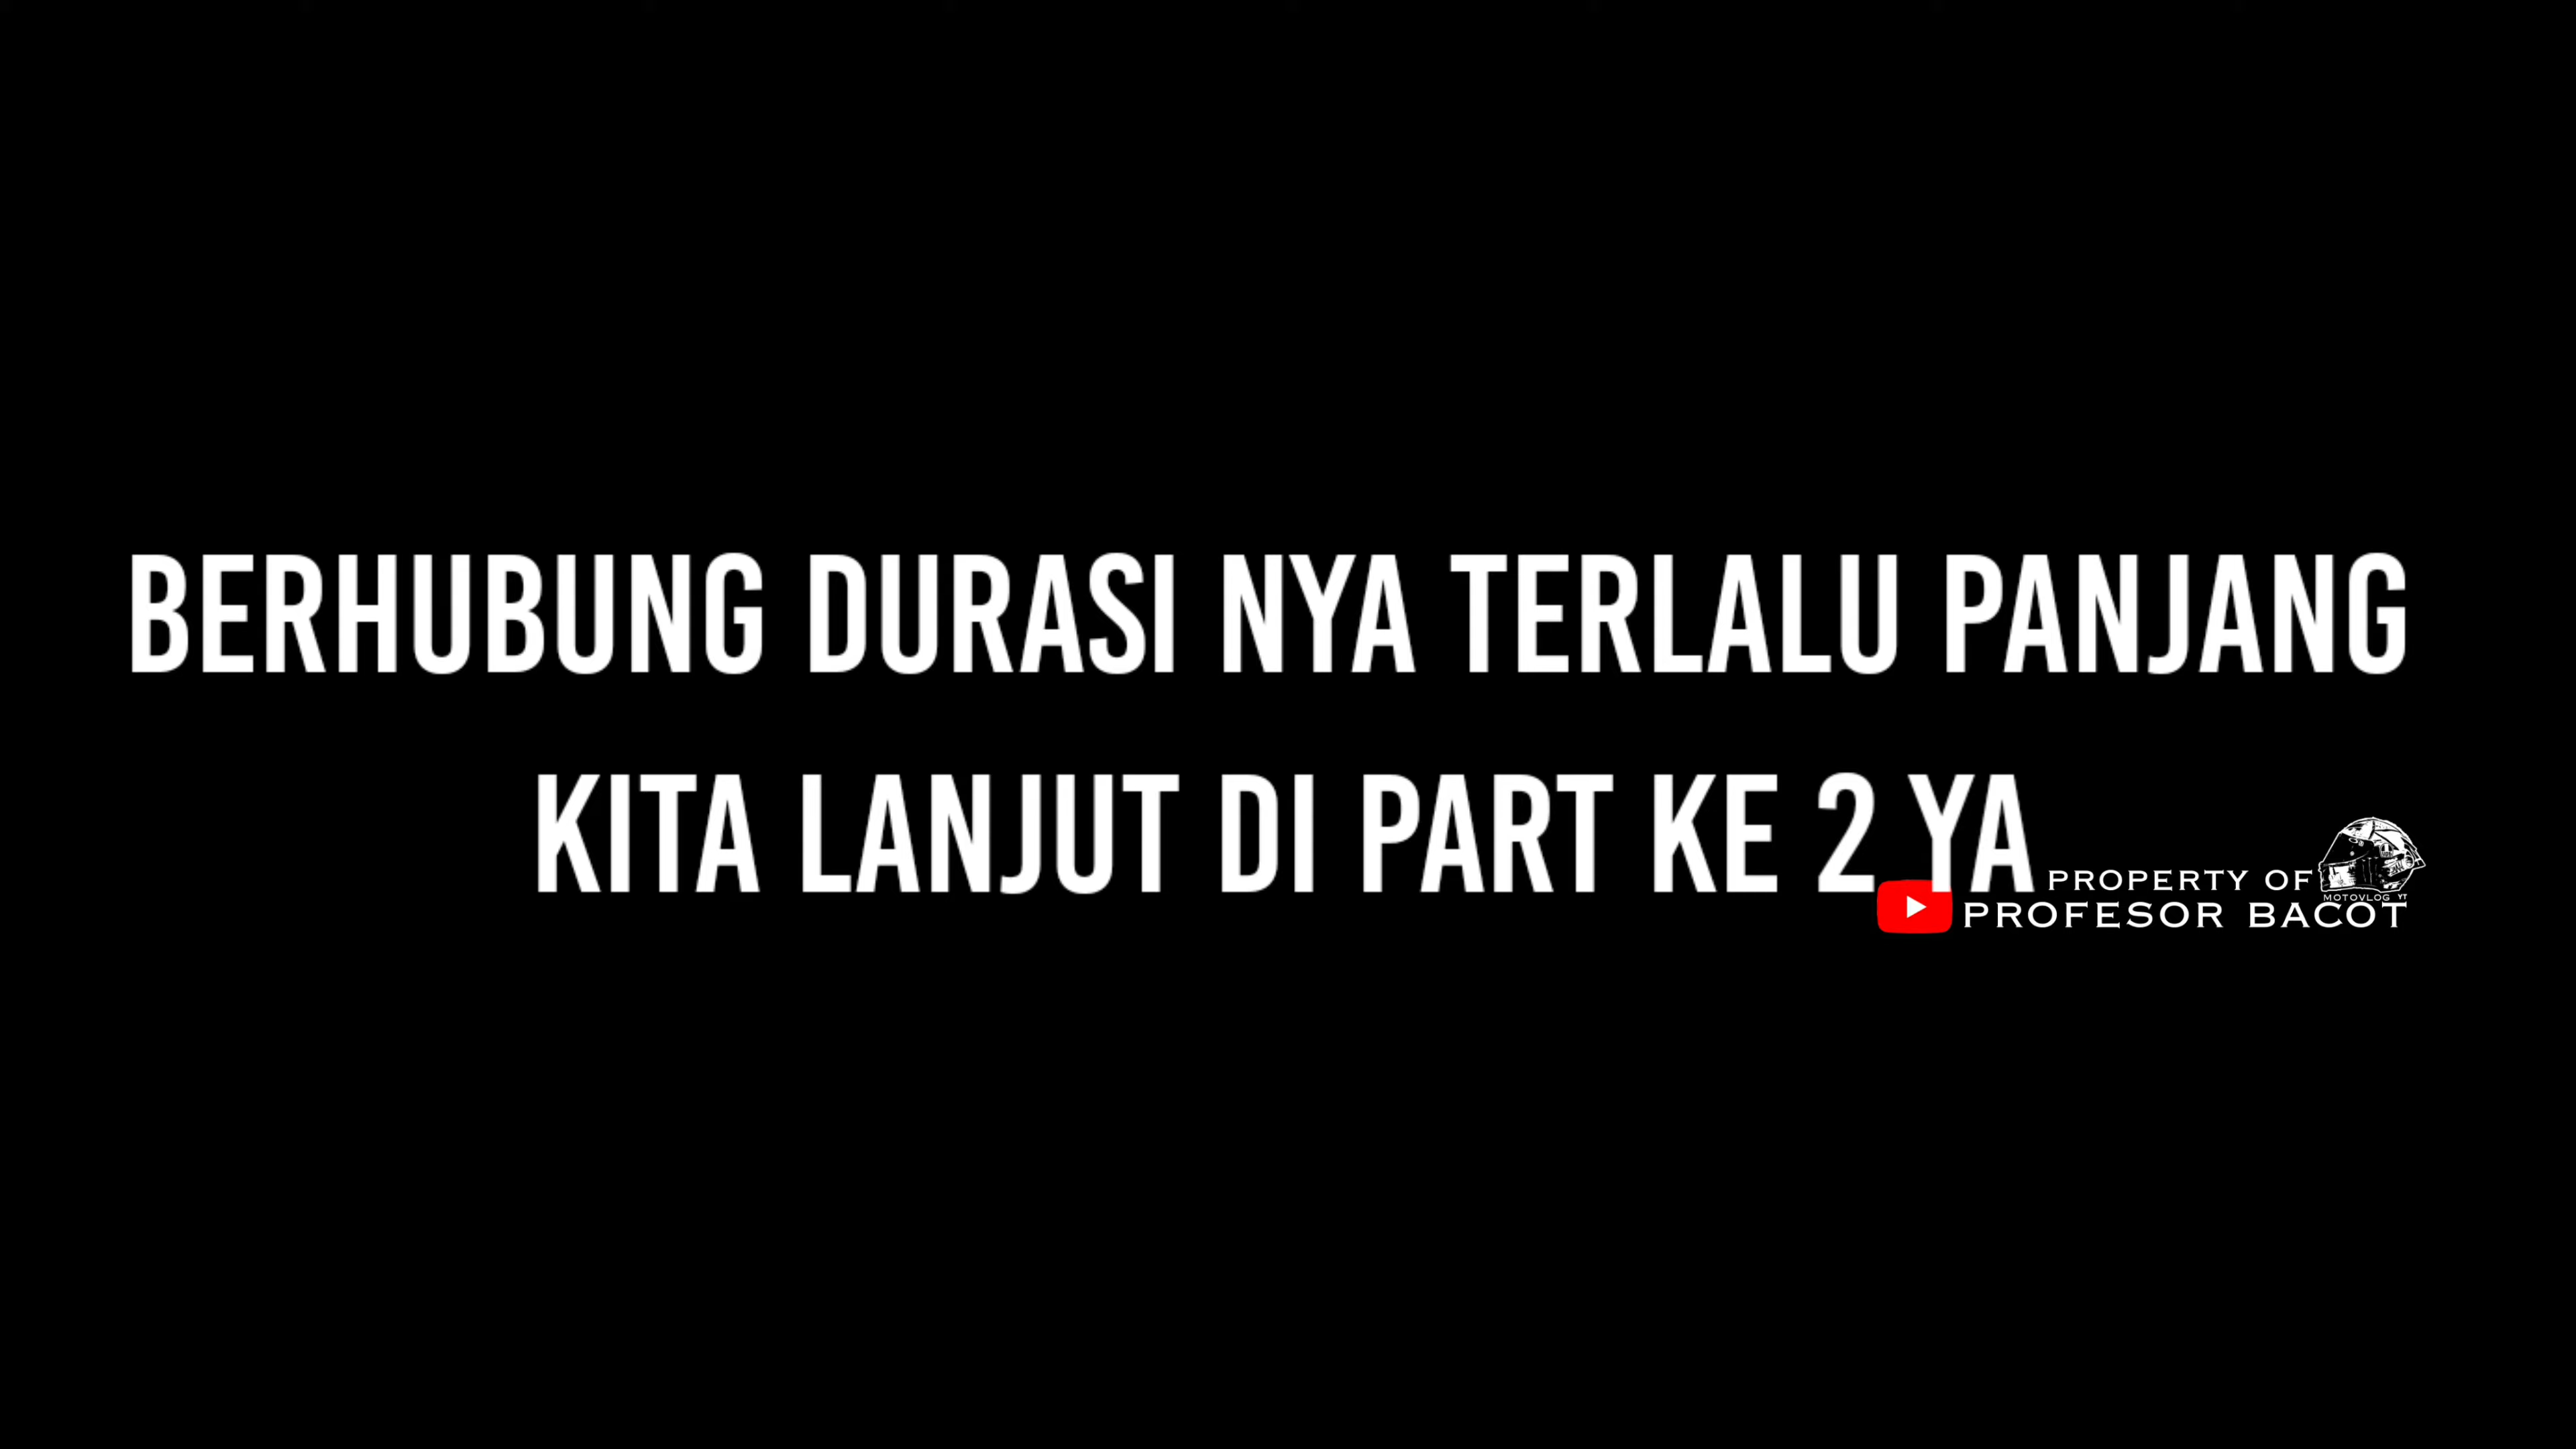 BERHUBUNG DURASI NYA TERLALU PANJANG
KITA LANJUT DI PART KE 2 YA
PROPERTY OF
MOTOVLOG YT
PROFESOR BACOT